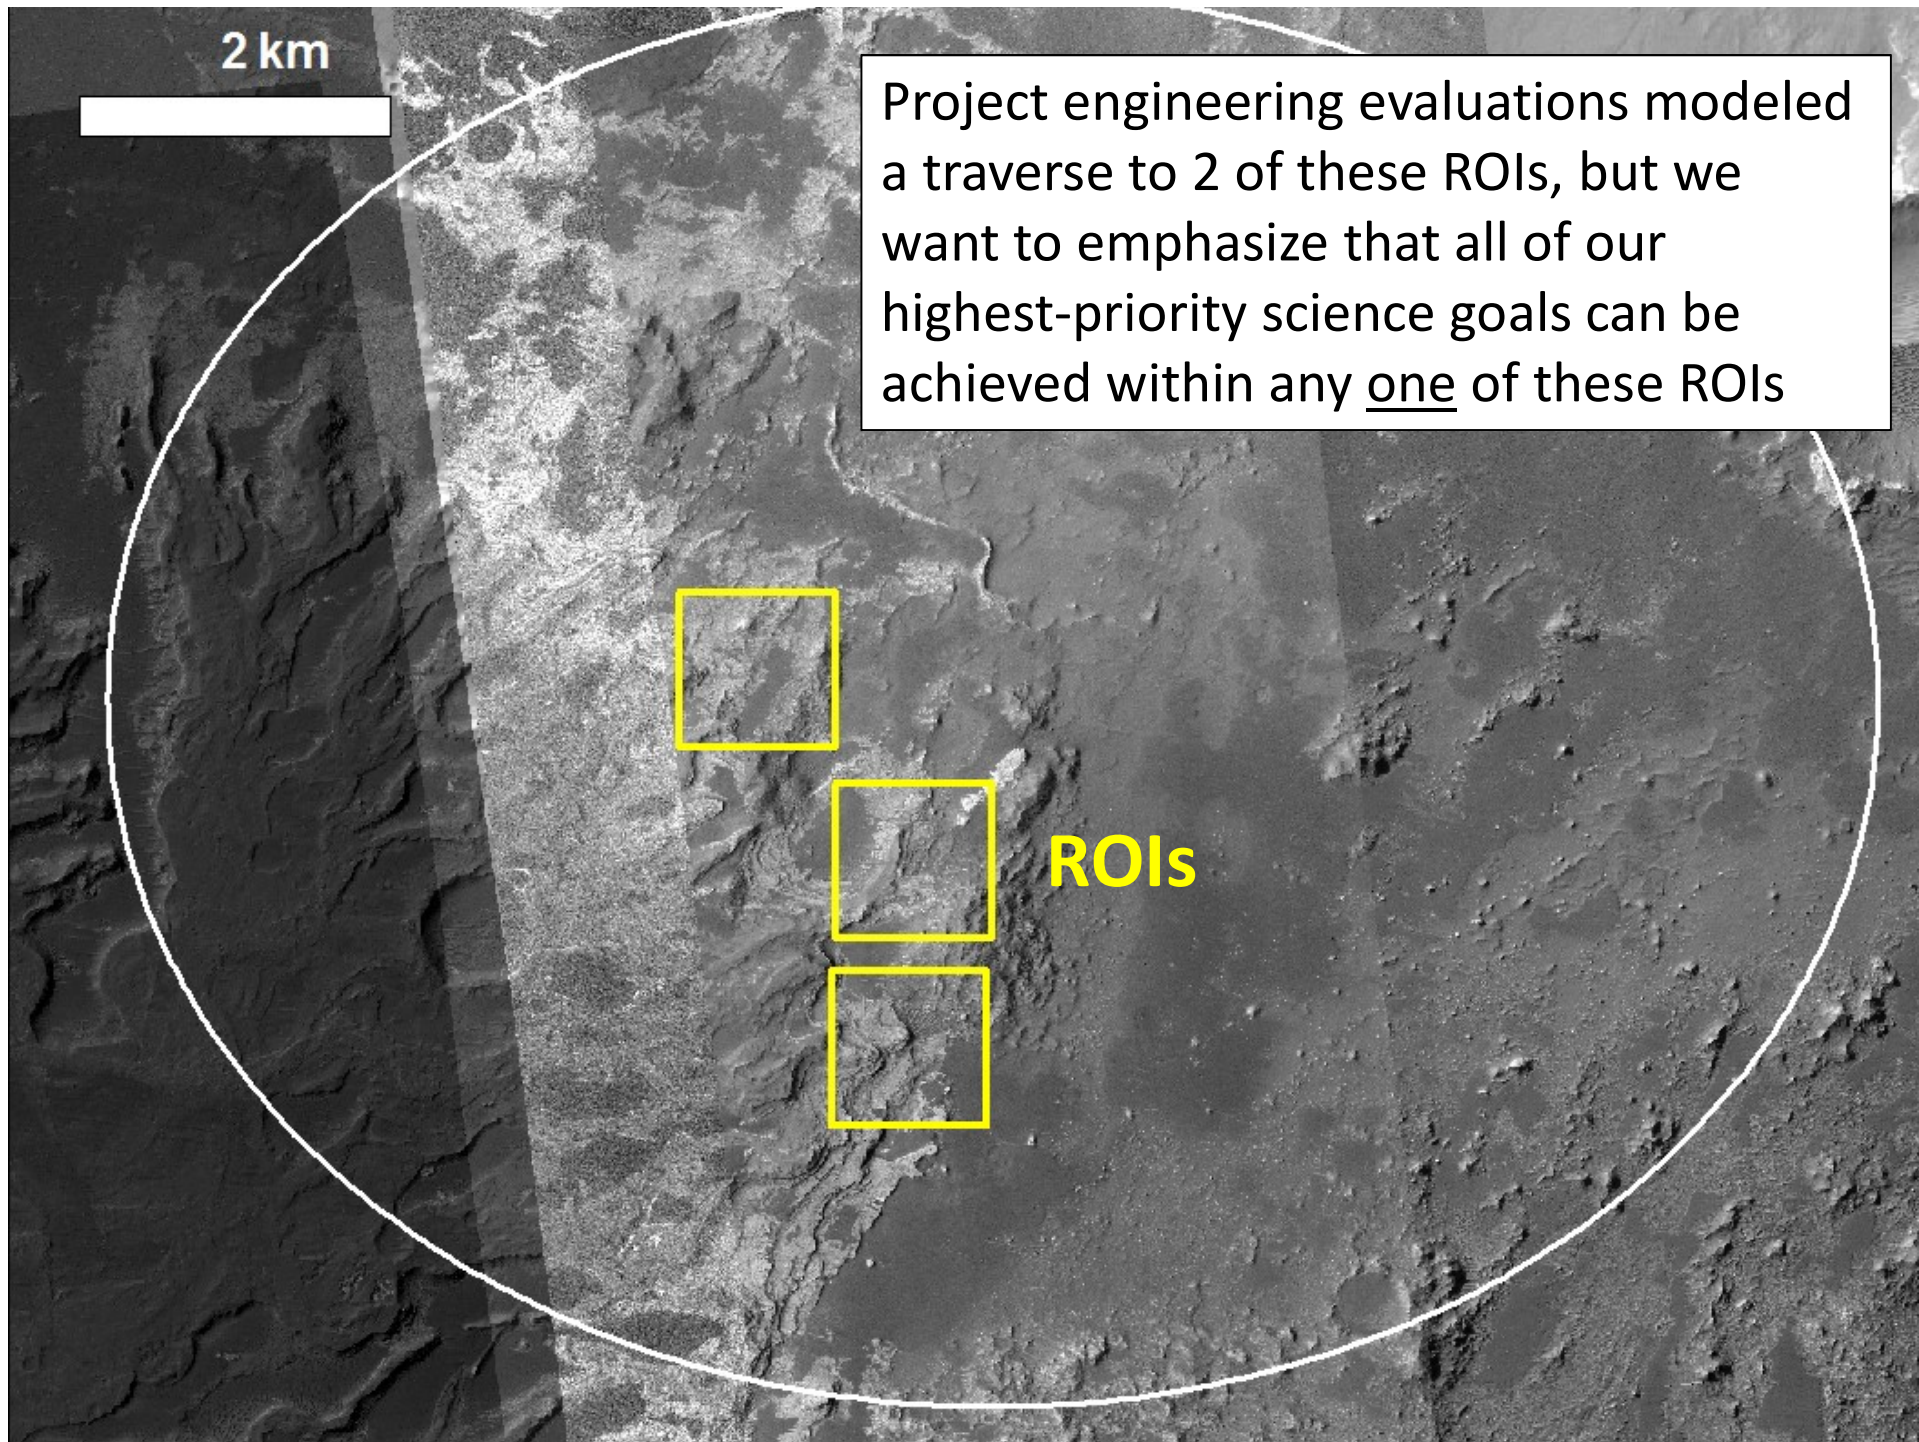 2 km
Project engineering evaluations modeled
a traverse to 2 of these ROIs, but we
want to emphasize that all of our
highest-priority science goals can be
achieved within any one of these ROIs
ROIs